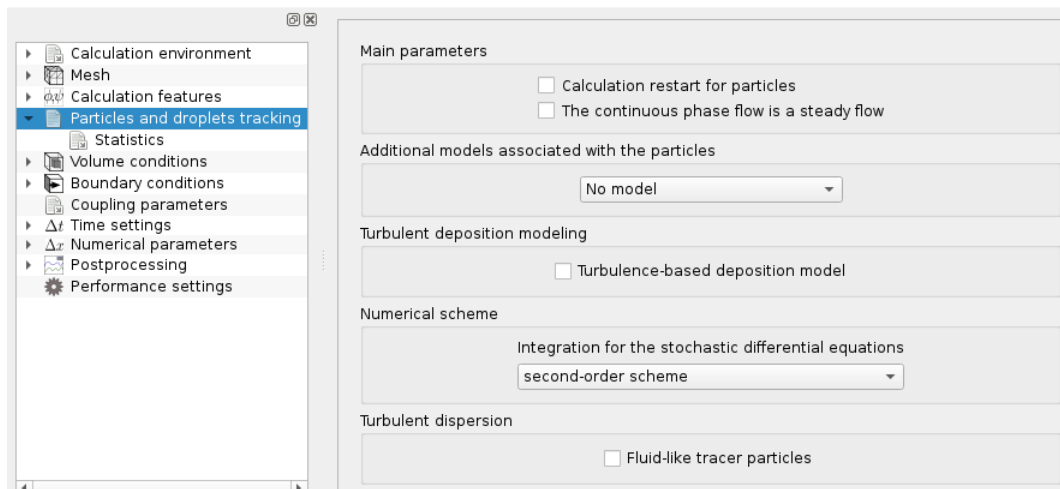 Calculation environment
Mesh
φ,ψ Calculation features
Particles and droplets tracking
Statistics
Volume conditions
Boundary conditions
Coupling parameters
Δt Time settings
Δx Numerical parameters
Postprocessing
Performance settings
Main parameters
Calculation restart for particles
The continuous phase flow is a steady flow
Additional models associated with the particles
No model
Turbulent deposition modeling
Turbulence-based deposition model
Numerical scheme
Integration for the stochastic differential equations
second-order scheme
Turbulent dispersion
Fluid-like tracer particles